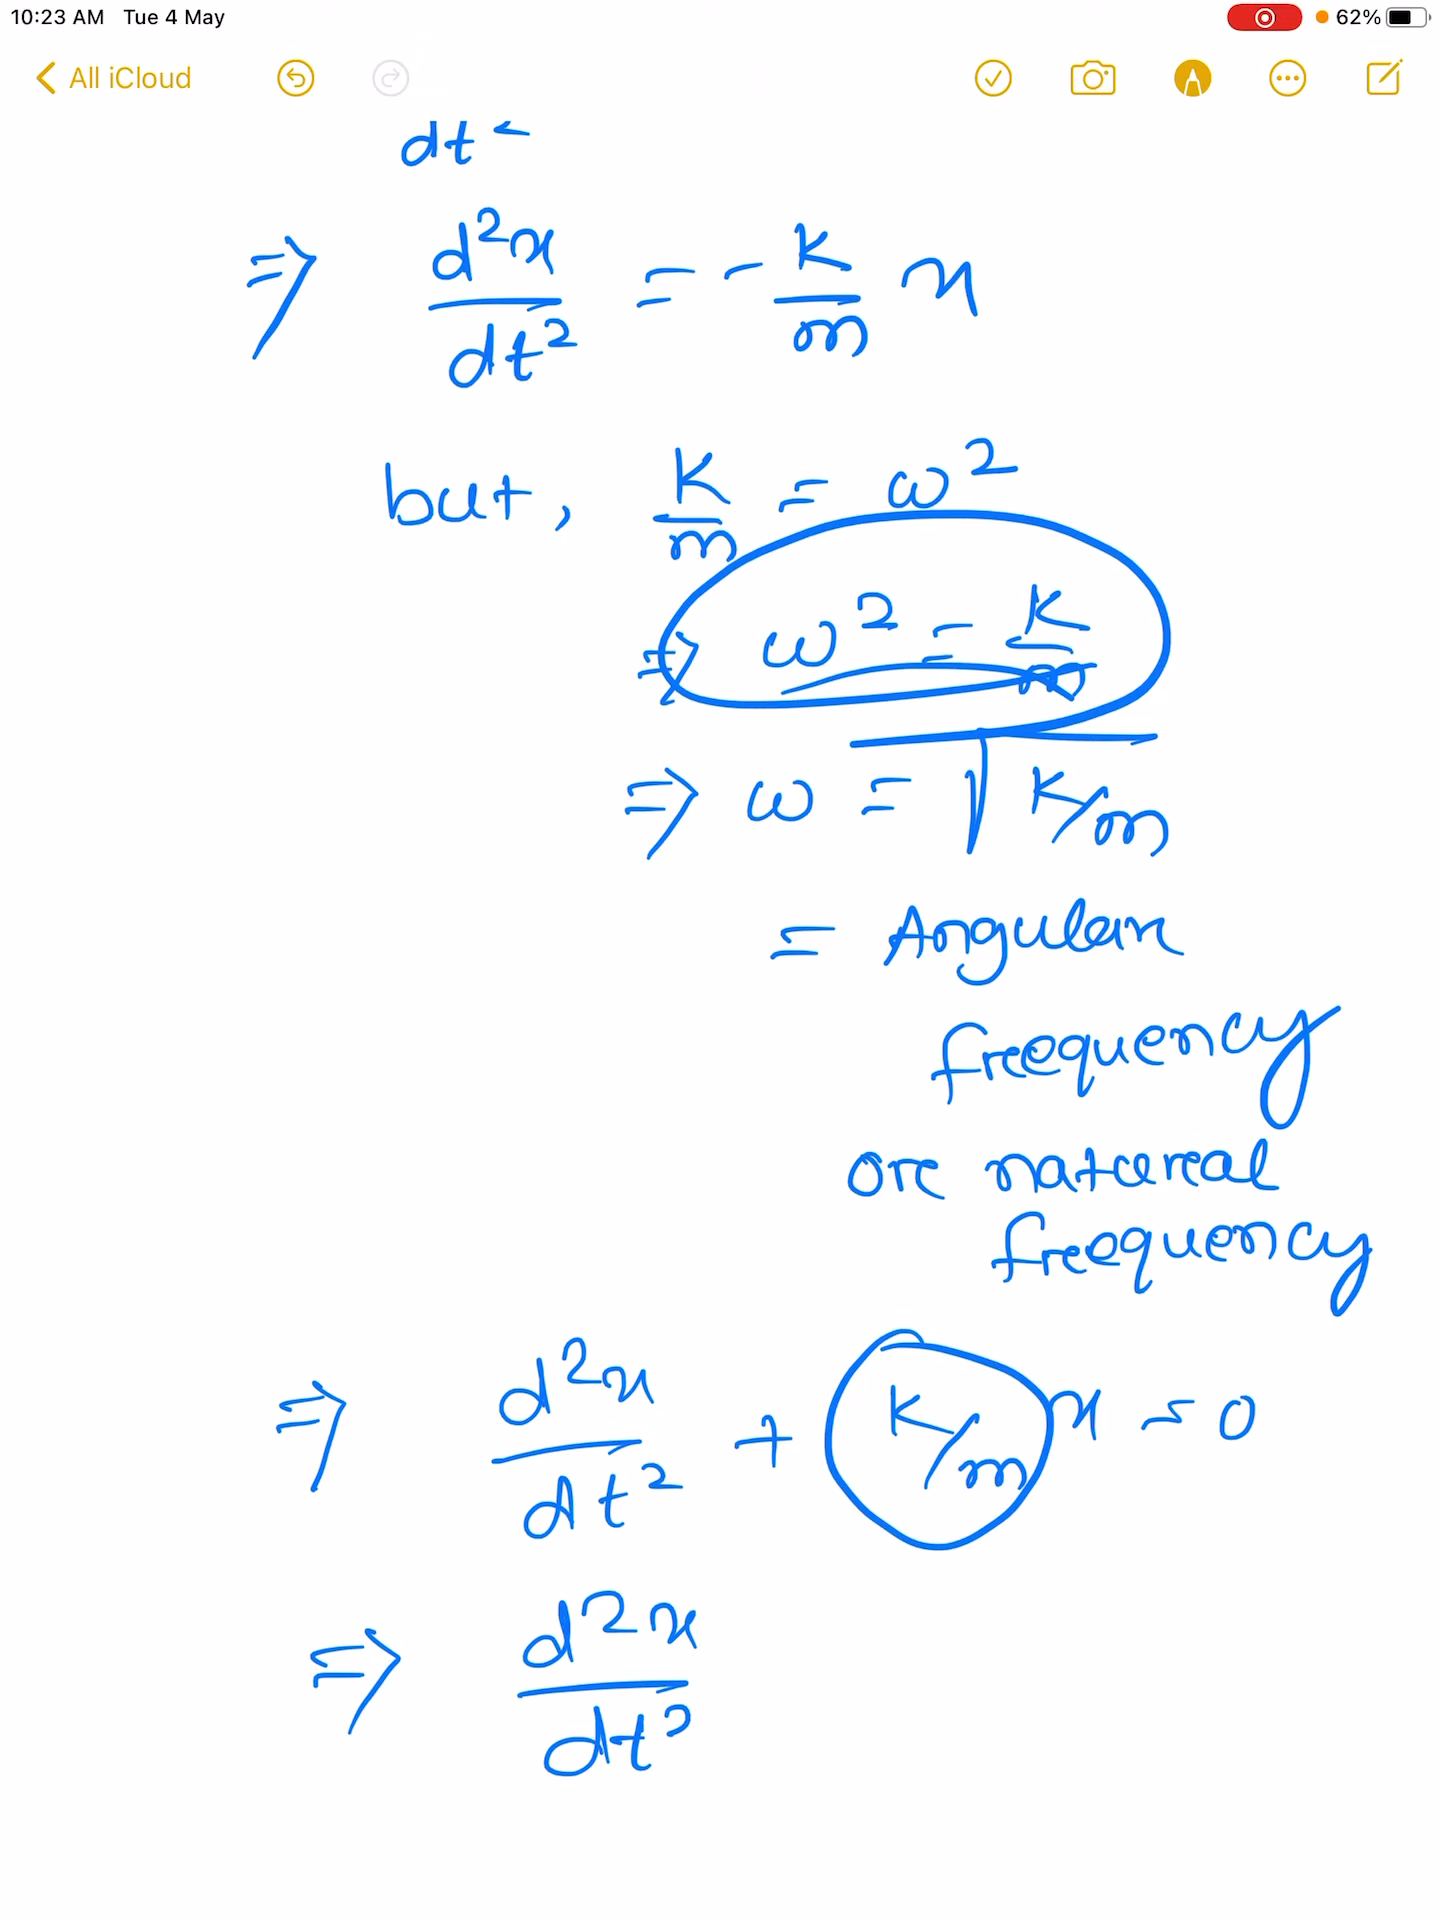 10:23 AM Tue 4 May 62%
All iCloud
dt²
⇒ d²x/dt² = - k/m x
but, k/m = ω²
⇒ ω² = k/m
⇒ ω = √k/m
= Angular
frequency
or natural
frequency
⇒ d²x/dt² + k/m x = 0
⇒ d²x/dt²